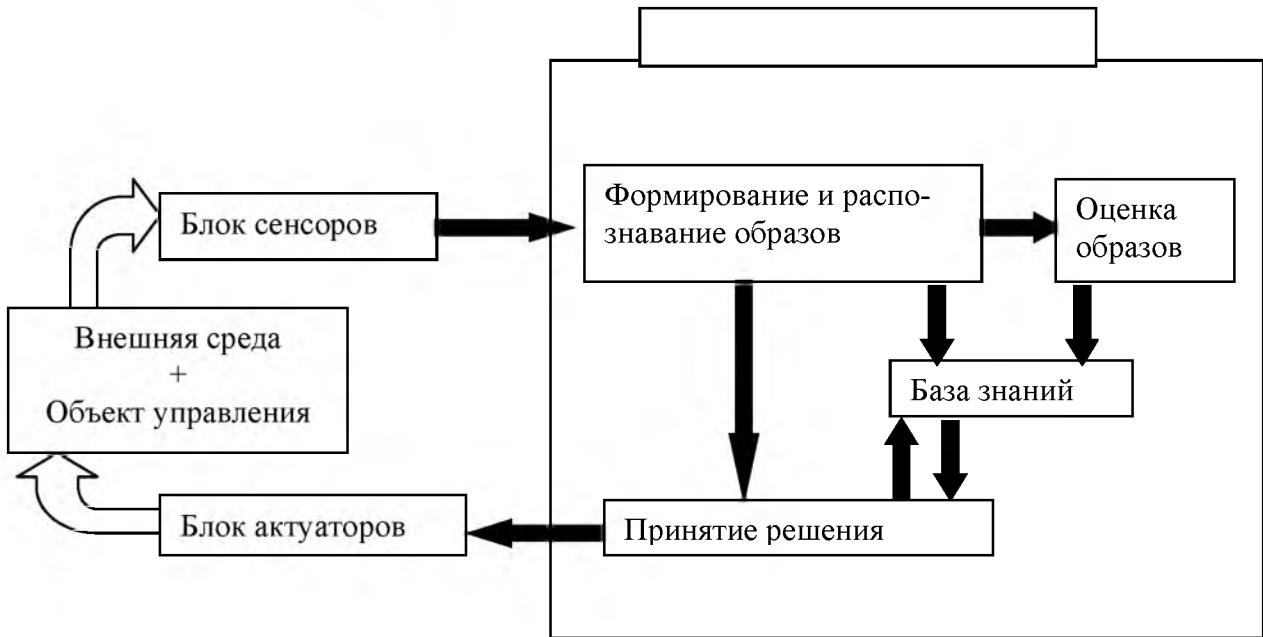 Формирование и распо-
знавание образов
Оценка
образов
Блок сенсоров
Внешняя среда
+
Объект управления
База знаний
Блок актуаторов
Принятие решения